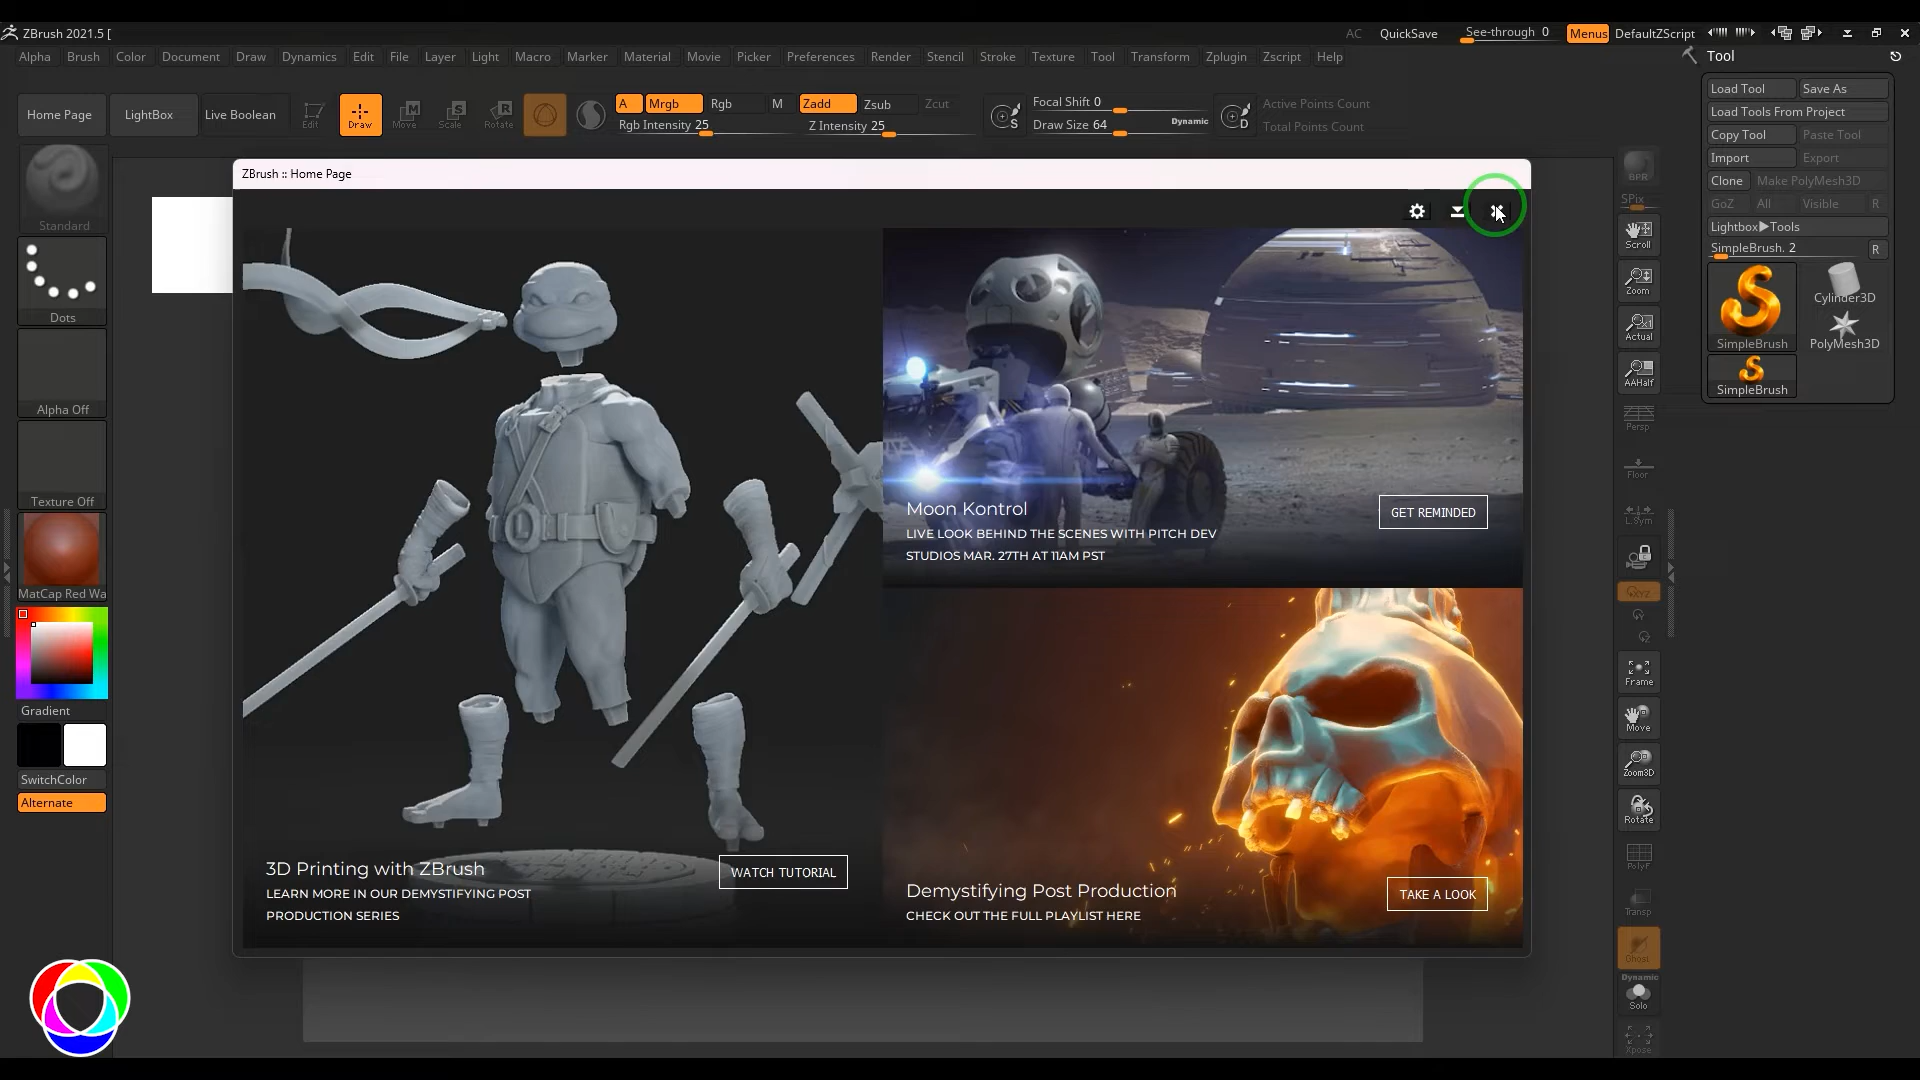 ZBrush 2021.5 [
AC QuickSave See-through 0 Menus DefaultZScript
Alpha Brush Color Document Draw Dynamics Edit File Layer Light Macro Marker Material Movie Picker Preferences Render Stencil Stroke Texture Tool Transform Zplugin Zscript Help
Home Page LightBox Live Boolean Edit Draw Move Scale Rotate
A Mrgb Rgb M Zadd Zsub Zcut
Rgb Intensity 25 Z Intensity 25
S Focal Shift 0
Draw Size 64 Dynamic D
Active Points Count
Total Points Count
Standard
Dots
Alpha Off
Texture Off
MatCap Red Wa
Gradient
SwitchColor
Alternate
ZBrush :: Home Page
3D Printing with ZBrush
LEARN MORE IN OUR DEMYSTIFYING POST
PRODUCTION SERIES
WATCH TUTORIAL
Moon Kontrol
LIVE LOOK BEHIND THE SCENES WITH PITCH DEV
STUDIOS MAR. 27TH AT 11AM PST
GET REMINDED
Demystifying Post Production
CHECK OUT THE FULL PLAYLIST HERE
TAKE A LOOK
BPR
SPix
Scroll
Zoom
Actual
AAHalf
Persp
Floor
L.Sym
XYZ
Y
Z
Frame
Move
Zoom3D
Rotate
PolyF
Transp
Ghost
Dynamic
Solo
Xpose
Tool
Load Tool Save As
Load Tools From Project
Copy Tool Paste Tool
Import Export
Clone Make PolyMesh3D
GoZ All Visible R
Lightbox▶Tools
SimpleBrush. 2 R
SimpleBrush
Cylinder3D
PolyMesh3D
SimpleBrush